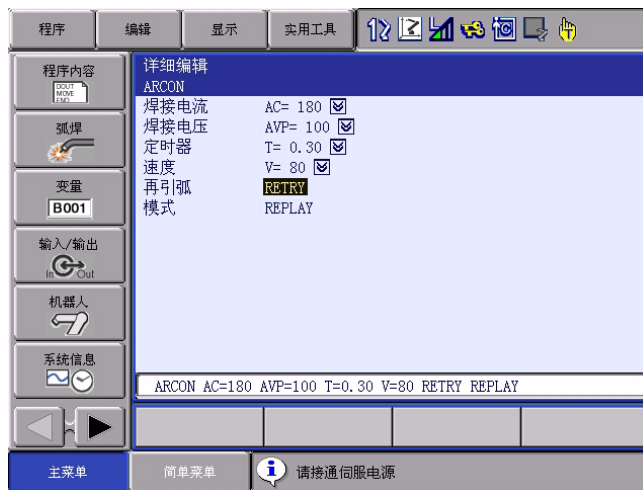 程序 编辑 显示 实用工具
程序内容
DOUT
MOVE
END
弧焊
变量
B001
输入/输出
In Out
机器人
系统信息
详细编辑
ARCON
焊接电流 AC= 180
焊接电压 AVP= 100
定时器 T= 0.30
速度 V= 80
再引弧 RETRY
模式 REPLAY
ARCON AC=180 AVP=100 T=0.30 V=80 RETRY REPLAY
主菜单 简单菜单 请接通伺服电源